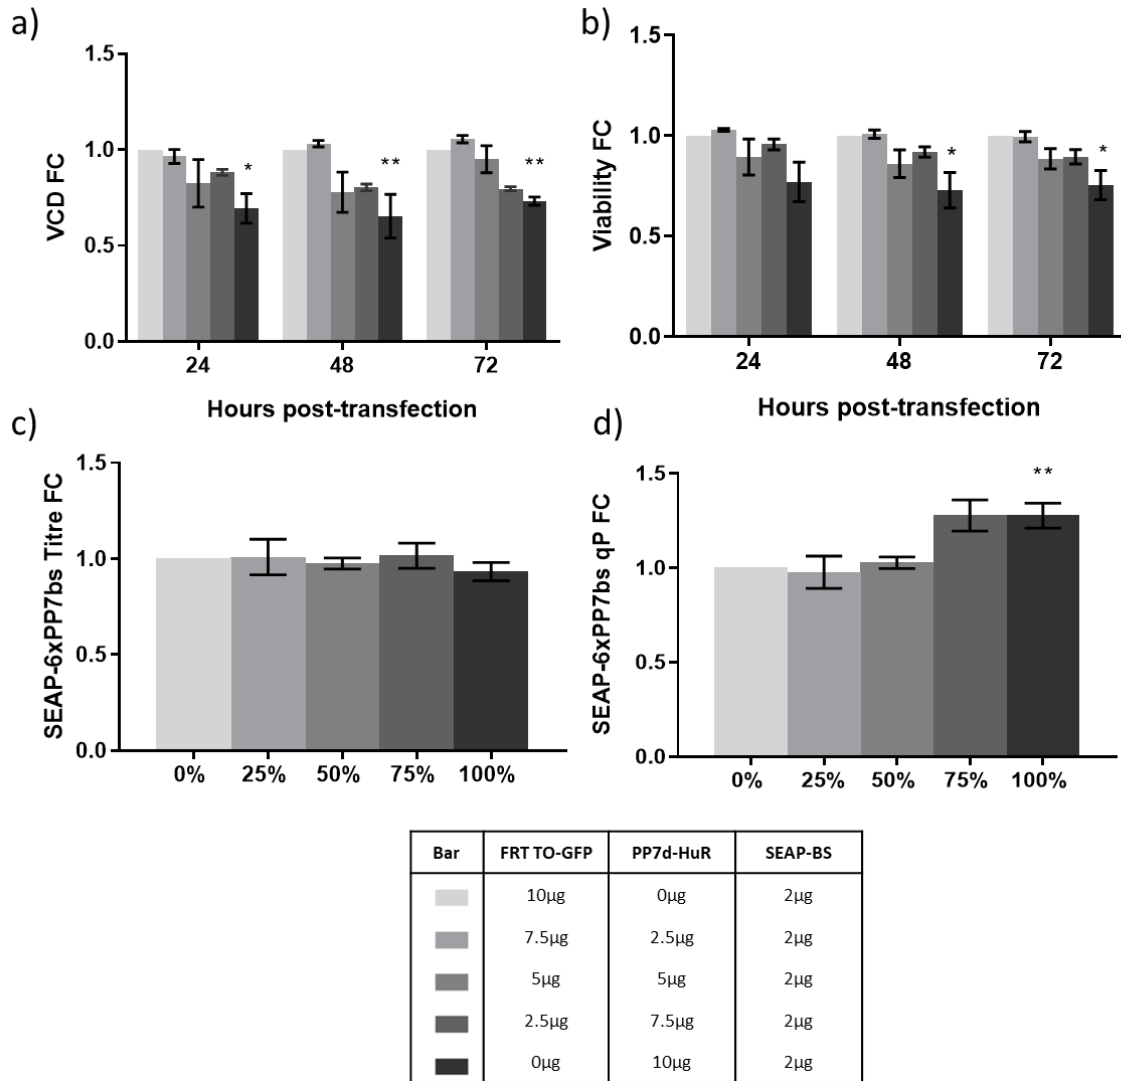 a)
VCD FC
1.5
1.0
0.5
0.0
* ** **
24 48 72
Hours post-transfection
b)
Viability FC
1.5
1.0
0.5
0.0
* *
24 48 72
Hours post-transfection
c)
SEAP-6xPP7bs Titre FC
1.5
1.0
0.5
0.0
0% 25% 50% 75% 100%
d)
SEAP-6xPP7bs qP FC
1.5
1.0
0.5
0.0
**
0% 25% 50% 75% 100%
Bar FRT TO-GFP PP7d-HuR SEAP-BS
10µg 0µg 2µg
7.5µg 2.5µg 2µg
5µg 5µg 2µg
2.5µg 7.5µg 2µg
0µg 10µg 2µg